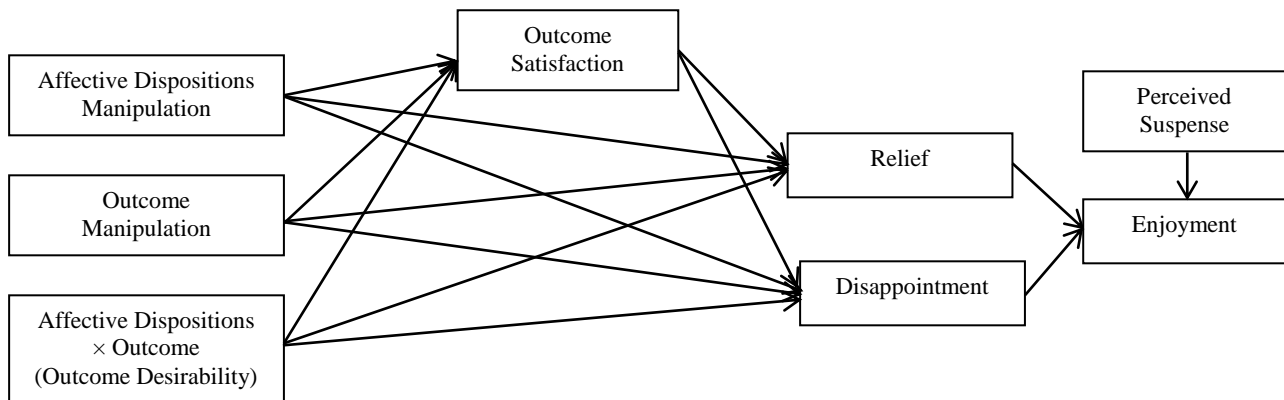 Affective Dispositions
Manipulation
Outcome
Manipulation
Affective Dispositions
× Outcome
(Outcome Desirability)
Outcome
Satisfaction
Relief
Disappointment
Perceived
Suspense
Enjoyment